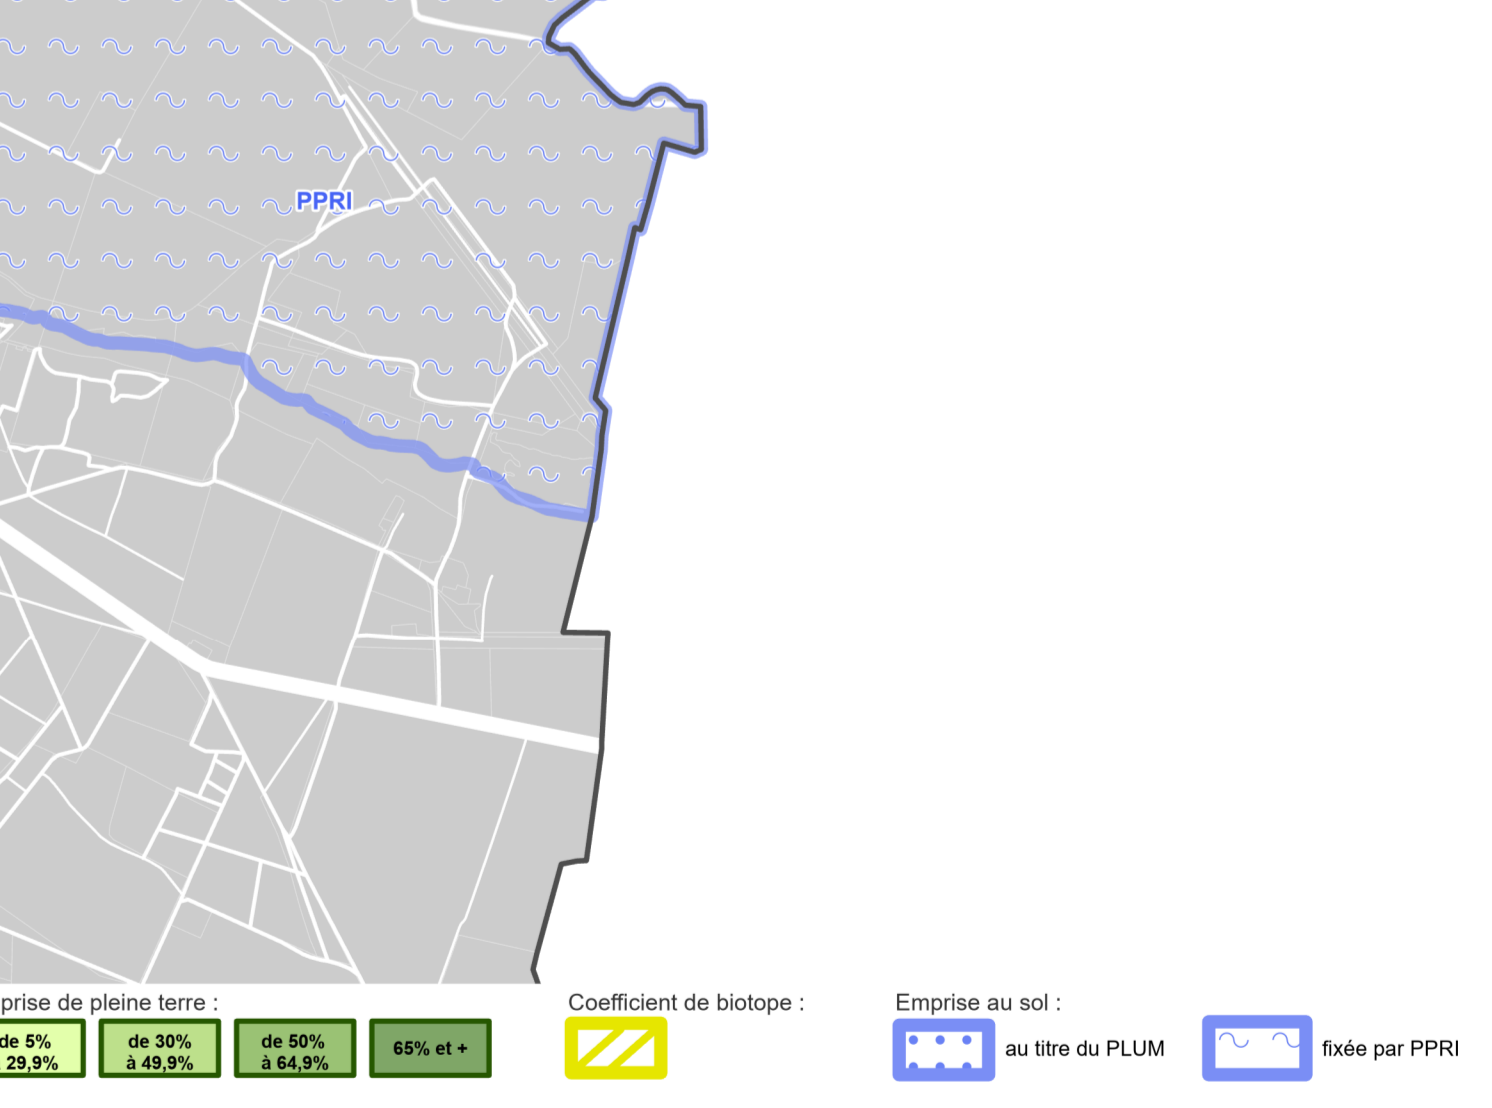 PPRI
prise de pleine terre :
Coefficient de biotope :
Emprise au sol :
de 5%
à 29,9%
de 30%
à 49,9%
de 50%
à 64,9%
65% et +
au titre du PLUM
fixée par PPRI